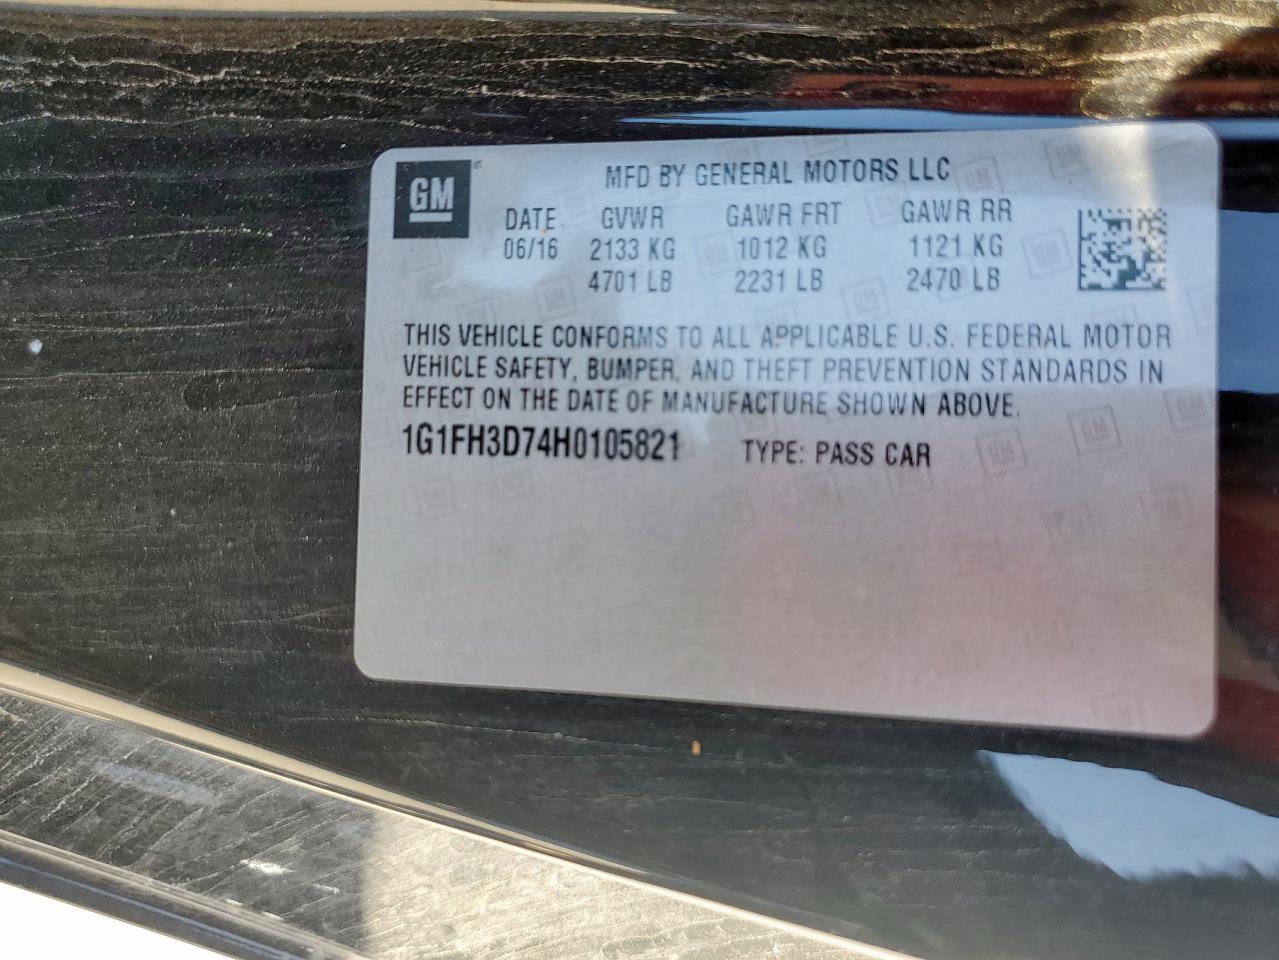 GM
MFD BY GENERAL MOTORS LLC
DATE GVWR GAWR FRT GAWR RR
06/16 2133 KG 1012 KG 1121 KG
4701 LB 2231 LB 2470 LB
THIS VEHICLE CONFORMS TO ALL APPLICABLE U.S. FEDERAL MOTOR
VEHICLE SAFETY, BUMPER, AND THEFT PREVENTION STANDARDS IN
EFFECT ON THE DATE OF MANUFACTURE SHOWN ABOVE.
1G1FH3D74H0105821 TYPE: PASS CAR